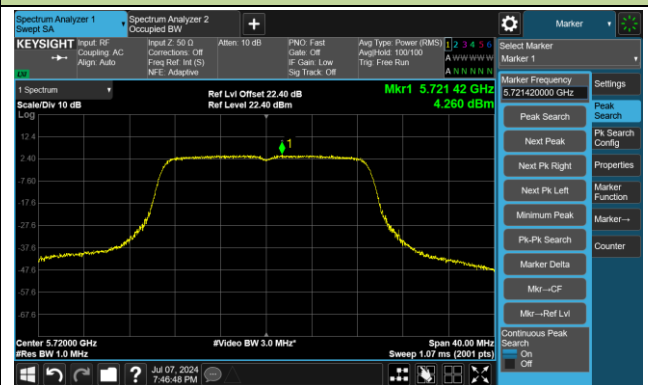 Spectrum Analyzer 1
Swept SA
Spectrum Analyzer 2
Occupied BW
Marker
KEYSIGHT
Input: RF
Coupling: AC
Align: Auto
Input Z: 50 Ω
Corrections: Off
Freq Ref: Int (S)
NFE: Adaptive
Atten: 10 dB
PNO: Fast
Gate: Off
IF Gain: Low
Sig Track: Off
Avg Type: Power (RMS)
Avg|Hold: 100/100
Trig: Free Run
1 2 3 4 5 6
A W W W W W
A N N N N N
Select Marker
Marker 1
1 Spectrum
Scale/Div 10 dB
Log
Ref Lvl Offset 22.40 dB
Ref Level 22.40 dBm
Mkr1 5.721 42 GHz
4.260 dBm
12.4
2.40
-7.60
-17.6
-27.6
-37.6
-47.6
-57.6
-67.6
1
Center 5.72000 GHz
#Res BW 1.0 MHz
#Video BW 3.0 MHz*
Span 40.00 MHz
Sweep 1.07 ms (2001 pts)
Marker Frequency
5.721420000 GHz
Peak Search
Next Peak
Next Pk Right
Next Pk Left
Minimum Peak
Pk-Pk Search
Marker Delta
Mkr→CF
Mkr→Ref Lvl
Continuous Peak
Search
On
Off
Settings
Peak
Search
Pk Search
Config
Properties
Marker
Function
Marker→
Counter
Jul 07, 2024
7:46:48 PM